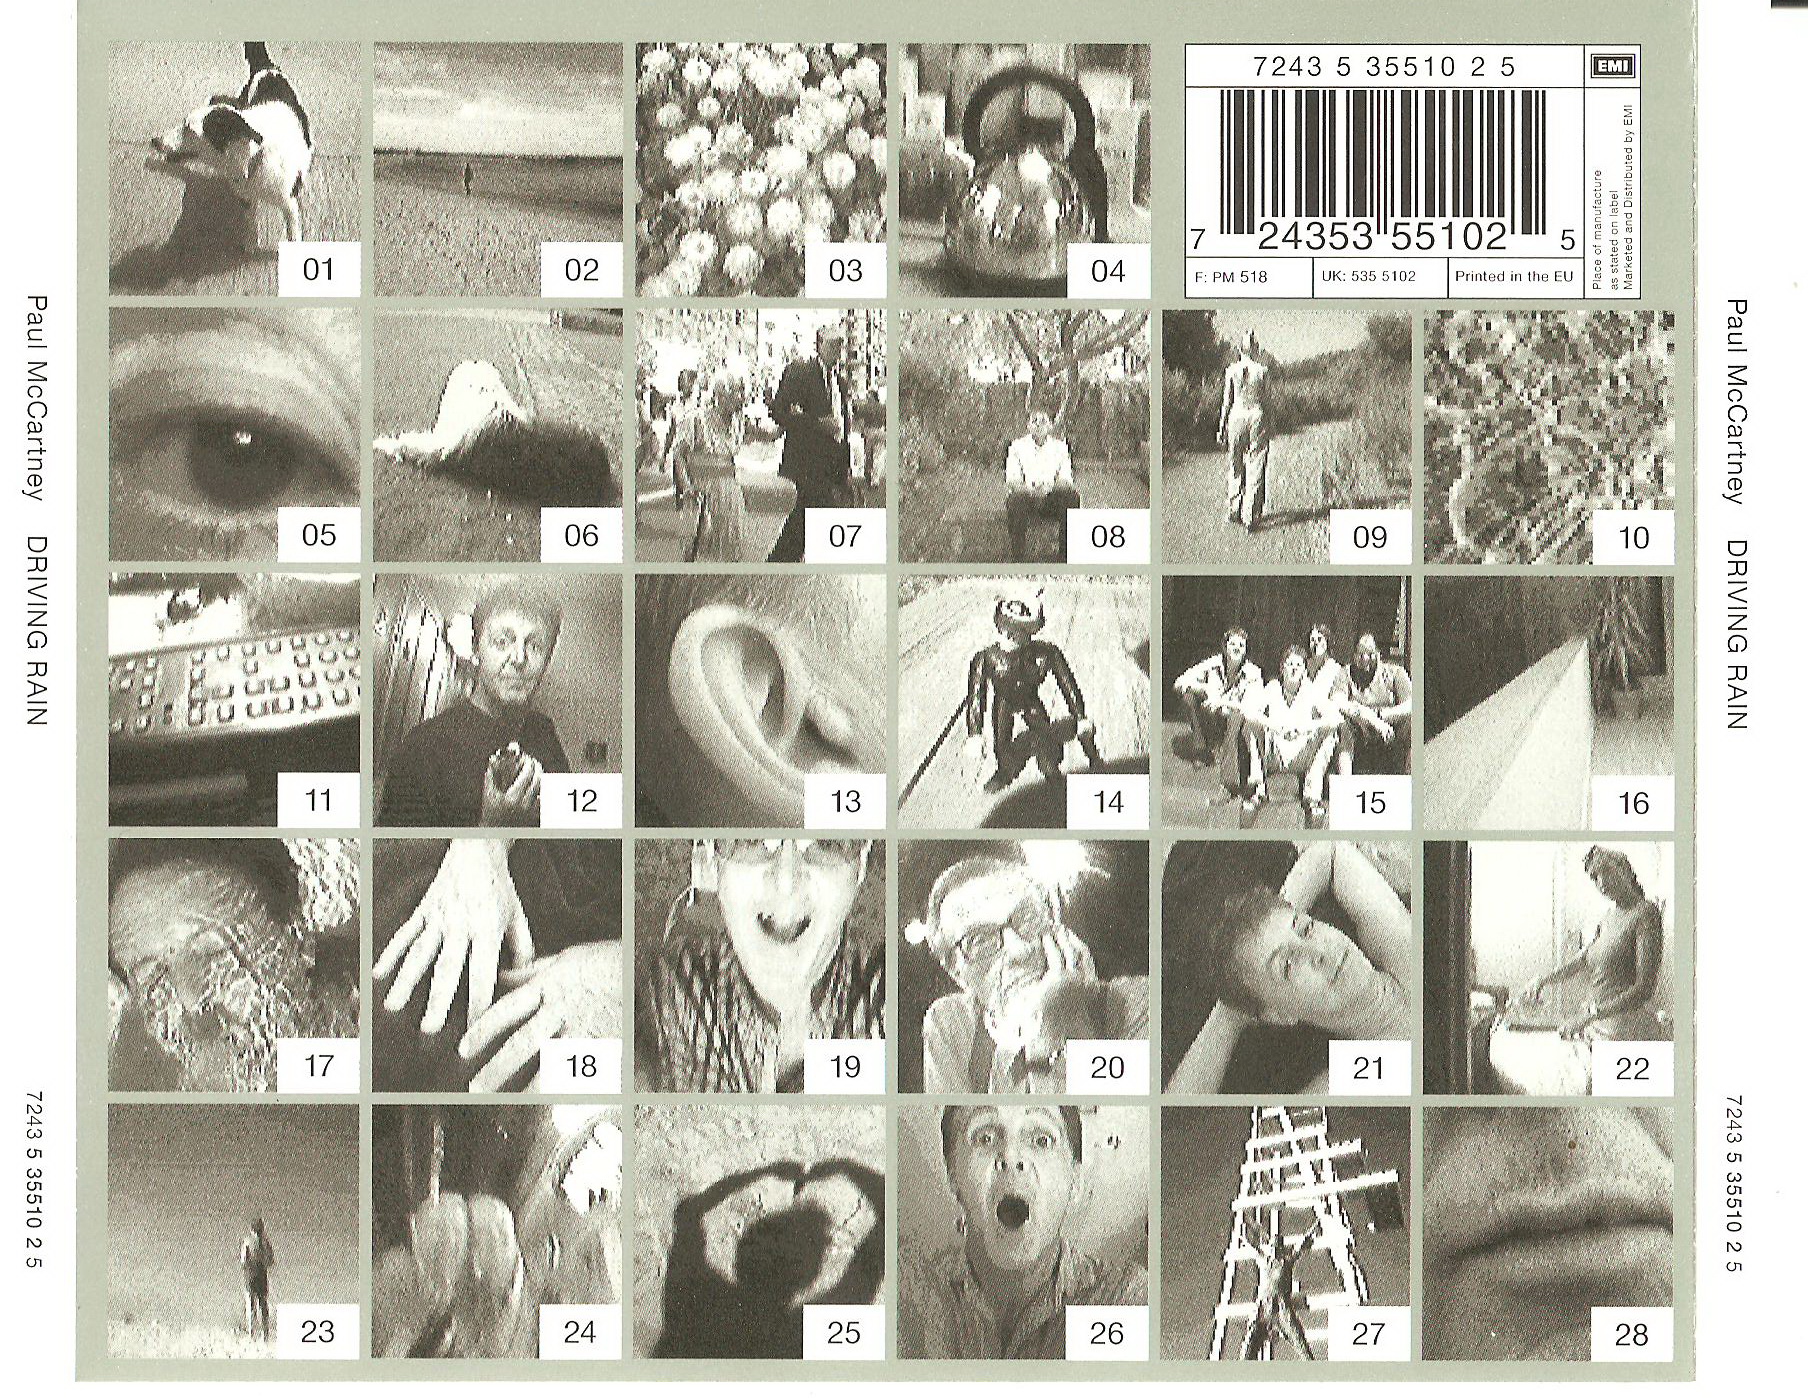 Paul McCartney DRIVING RAIN 7243 5 35510 2 5
01
02
03
04
7243 5 35510 2 5
EMI
7 24353 55102 5
F: PM 518
UK: 535 5102
Printed in the EU
Place of manufacture
as stated on label
Marketed and Distributed by EMI
05
06
07
08
09
10
11
12
13
14
15
16
17
18
19
20
21
22
23
24
25
26
27
28
Paul McCartney DRIVING RAIN 7243 5 35510 2 5